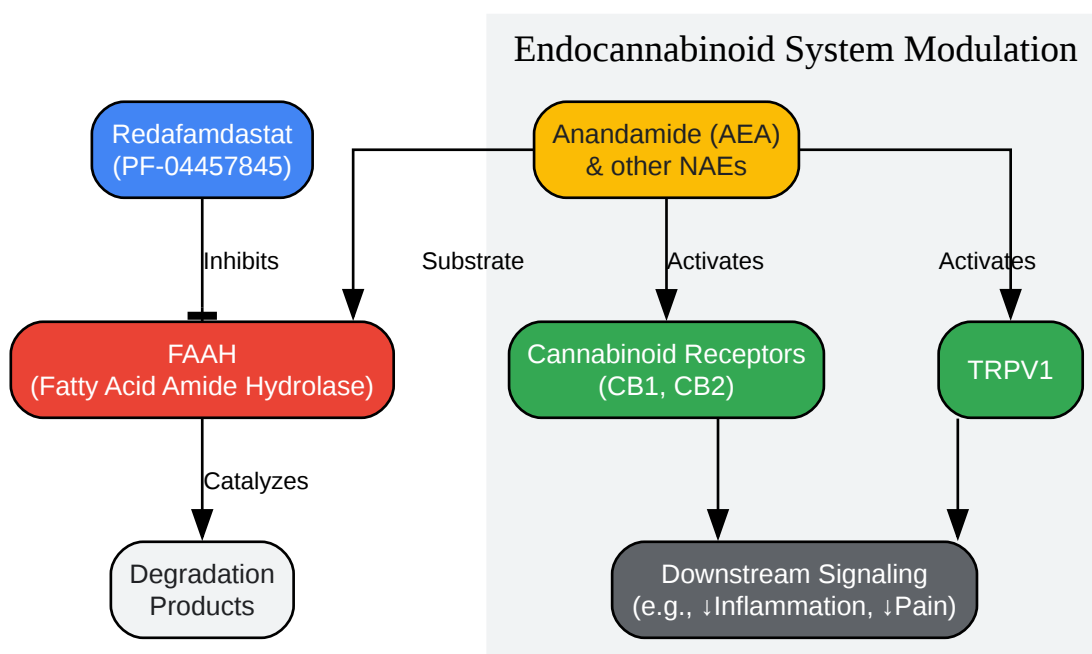 Endocannabinoid System Modulation
Redafamdastat
(PF-04457845)
Anandamide (AEA)
& other NAEs
Inhibits
Substrate
Activates
Activates
FAAH
(Fatty Acid Amide Hydrolase)
Cannabinoid Receptors
(CB1, CB2)
TRPV1
Catalyzes
Degradation
Products
Downstream Signaling
(e.g., ↓Inflammation, ↓Pain)